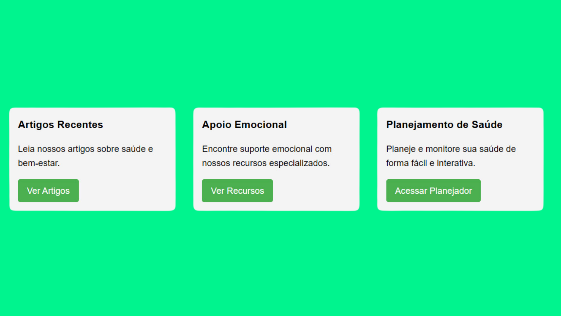 Artigos Recentes
Leia nossos artigos sobre saúde e
bem-estar.
Ver Artigos
Apoio Emocional
Encontre suporte emocional com
nossos recursos especializados.
Ver Recursos
Planejamento de Saúde
Planeje e monitore sua saúde de
forma fácil e interativa.
Acessar Planejador